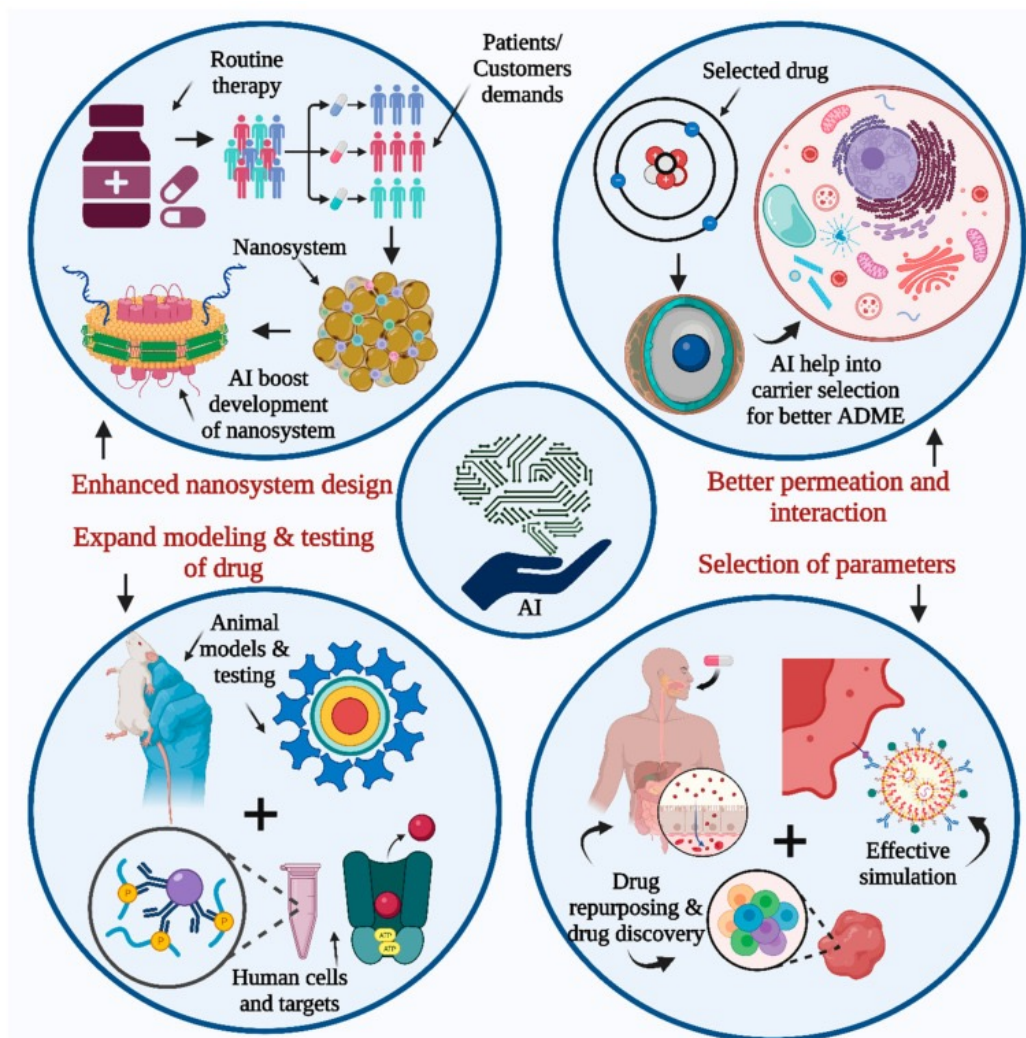 Routine
therapy
Patients/
Customers
demands
Nanosystem
AI boost
development
of nanosystem
Selected drug
AI help into
carrier selection
for better ADME
Enhanced nanosystem design
Better permeation and
interaction
AI
Expand modeling & testing
of drug
Selection of parameters
Animal
models &
testing
P
P
P
ATP
ATP
Human cells
and targets
Drug
repurposing &
drug discovery
Effective
simulation